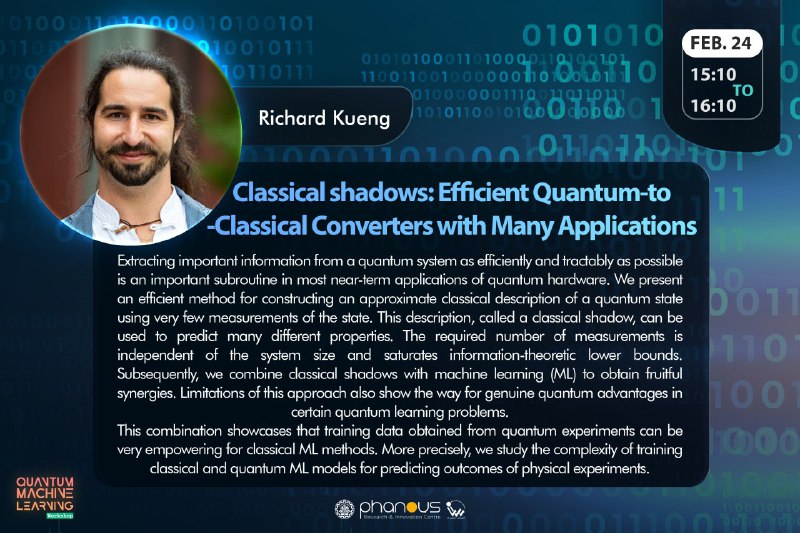 FEB. 24
15:10
TO
16:10
Richard Kueng
Classical shadows: Efficient Quantum-to
-Classical Converters with Many Applications
Extracting important information from a quantum system as efficiently and tractably as possible
is an important subroutine in most near-term applications of quantum hardware. We present
an efficient method for constructing an approximate classical description of a quantum state
using very few measurements of the state. This description, called a classical shadow, can be
used to predict many different properties. The required number of measurements is
independent of the system size and saturates information-theoretic lower bounds.
Subsequently, we combine classical shadows with machine learning (ML) to obtain fruitful
synergies. Limitations of this approach also show the way for genuine quantum advantages in
certain quantum learning problems.
This combination showcases that training data obtained from quantum experiments can be
very empowering for classical ML methods. More precisely, we study the complexity of training
classical and quantum ML models for predicting outcomes of physical experiments.
QUANTUM
MACHINE
LEARNING
Workshop
phanous
Research & Innovation Centre